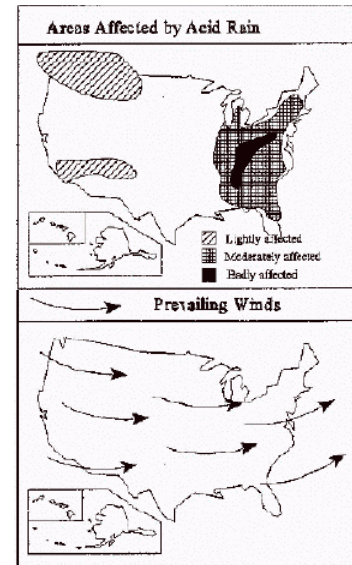 Areas Affected by Acid Rain
Lightly affected
Moderately affected
Badly affected
Prevailing Winds